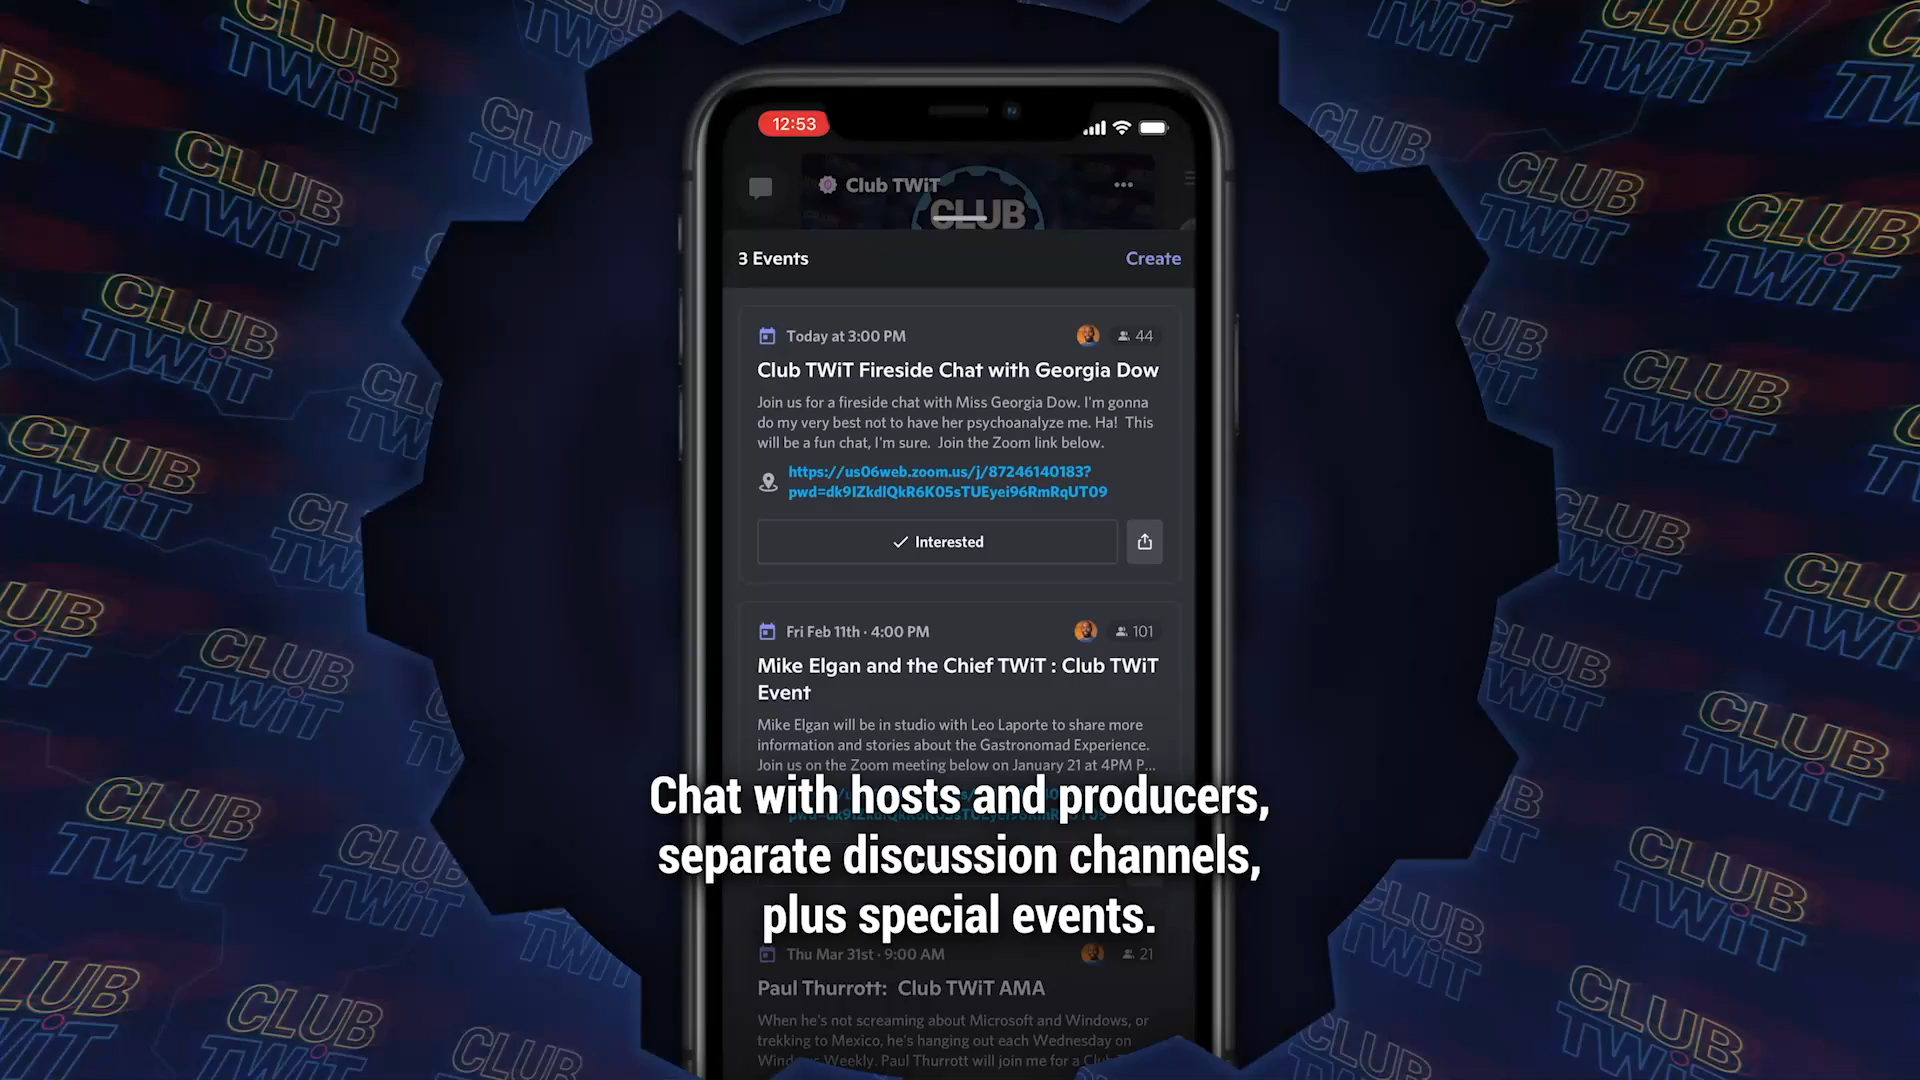 12:53
Club TWiT
CLUB
3 Events
Create
Today at 3:00 PM
44
Club TWiT Fireside Chat with Georgia Dow
Join us for a fireside chat with Miss Georgia Dow. I'm gonna
do my very best not to have her psychoanalyze me. Ha! This
will be a fun chat, I'm sure. Join the Zoom link below.
https://us06web.zoom.us/j/87246140183?
pwd=dk9IZkdlQkR6K05sTUEyei96RmRqUT09
Interested
Fri Feb 11th · 4:00 PM
101
Mike Elgan and the Chief TWiT : Club TWiT
Event
Mike Elgan will be in studio with Leo Laporte to share more
information and stories about the Gastronomad Experience.
Join us on the Zoom meeting below on January 21 at 4PM P...
Chat with hosts and producers,
separate discussion channels,
plus special events.
Thu Mar 31st · 9:00 AM
21
Paul Thurrott: Club TWiT AMA
When he's not screaming about Microsoft and Windows, or
trekking to Mexico, he's hanging out each Wednesday on
Windows Weekly. Paul Thurrott will join me for a Club
CLUB
TWiT